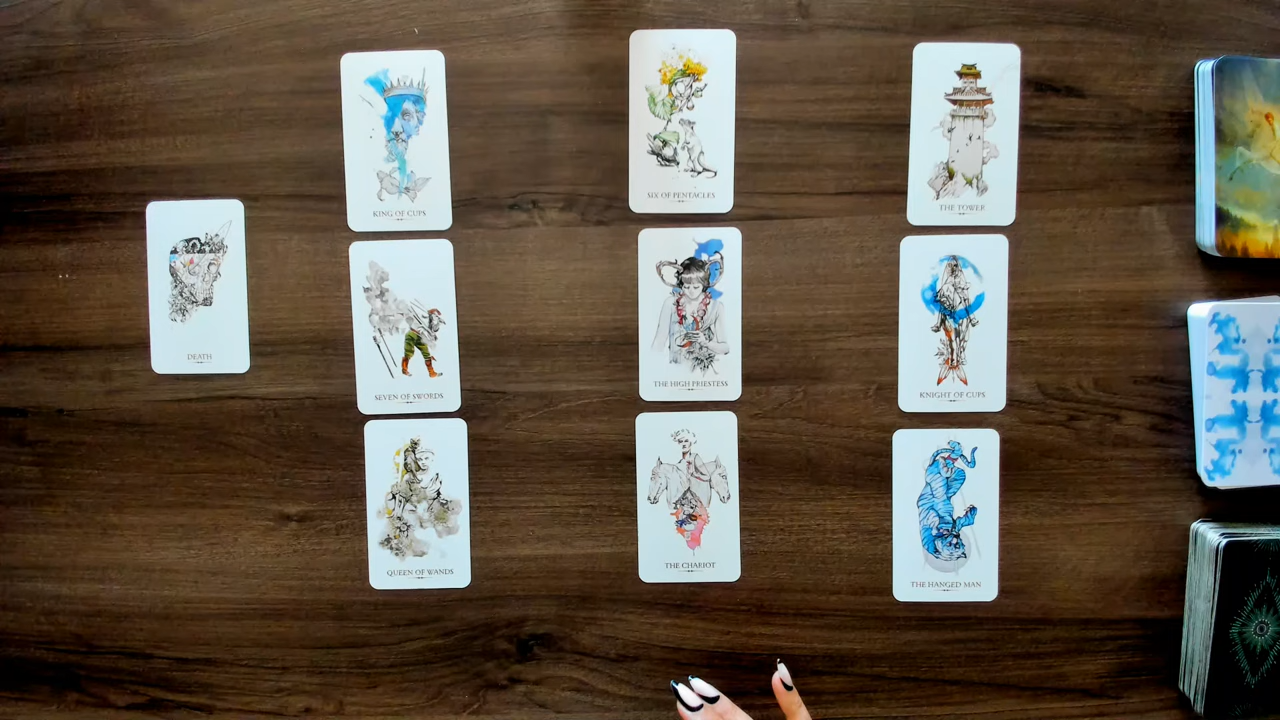 DEATH
KING OF CUPS
SEVEN OF SWORDS
QUEEN OF WANDS
SIX OF PENTACLES
THE HIGH PRIESTESS
THE CHARIOT
THE TOWER
KNIGHT OF CUPS
THE HANGED MAN